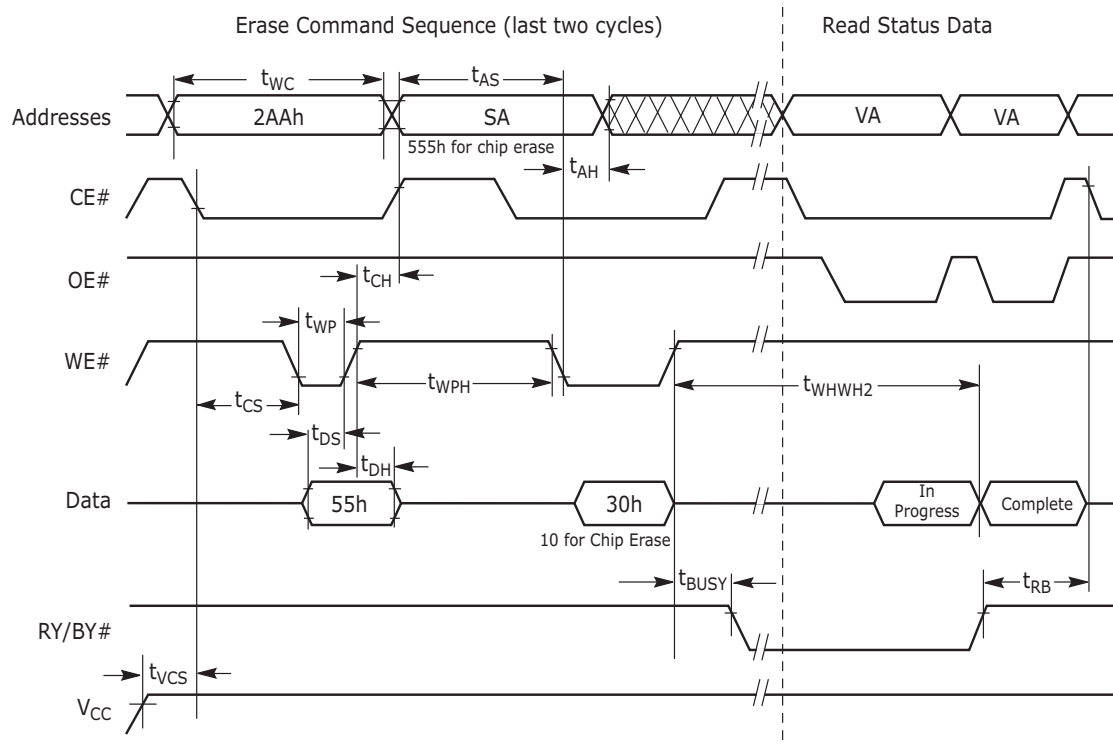 Erase Command Sequence (last two cycles)
Read Status Data
tWC
tAS
Addresses
2AAh
SA
VA
VA
555h for chip erase
tAH
CE#
OE#
tCH
tWP
WE#
tWPH
tWHWH2
tCS
tDS
tDH
Data
55h
30h
In
Progress
Complete
10 for Chip Erase
tBUSY
tRB
RY/BY#
tVCS
VCC